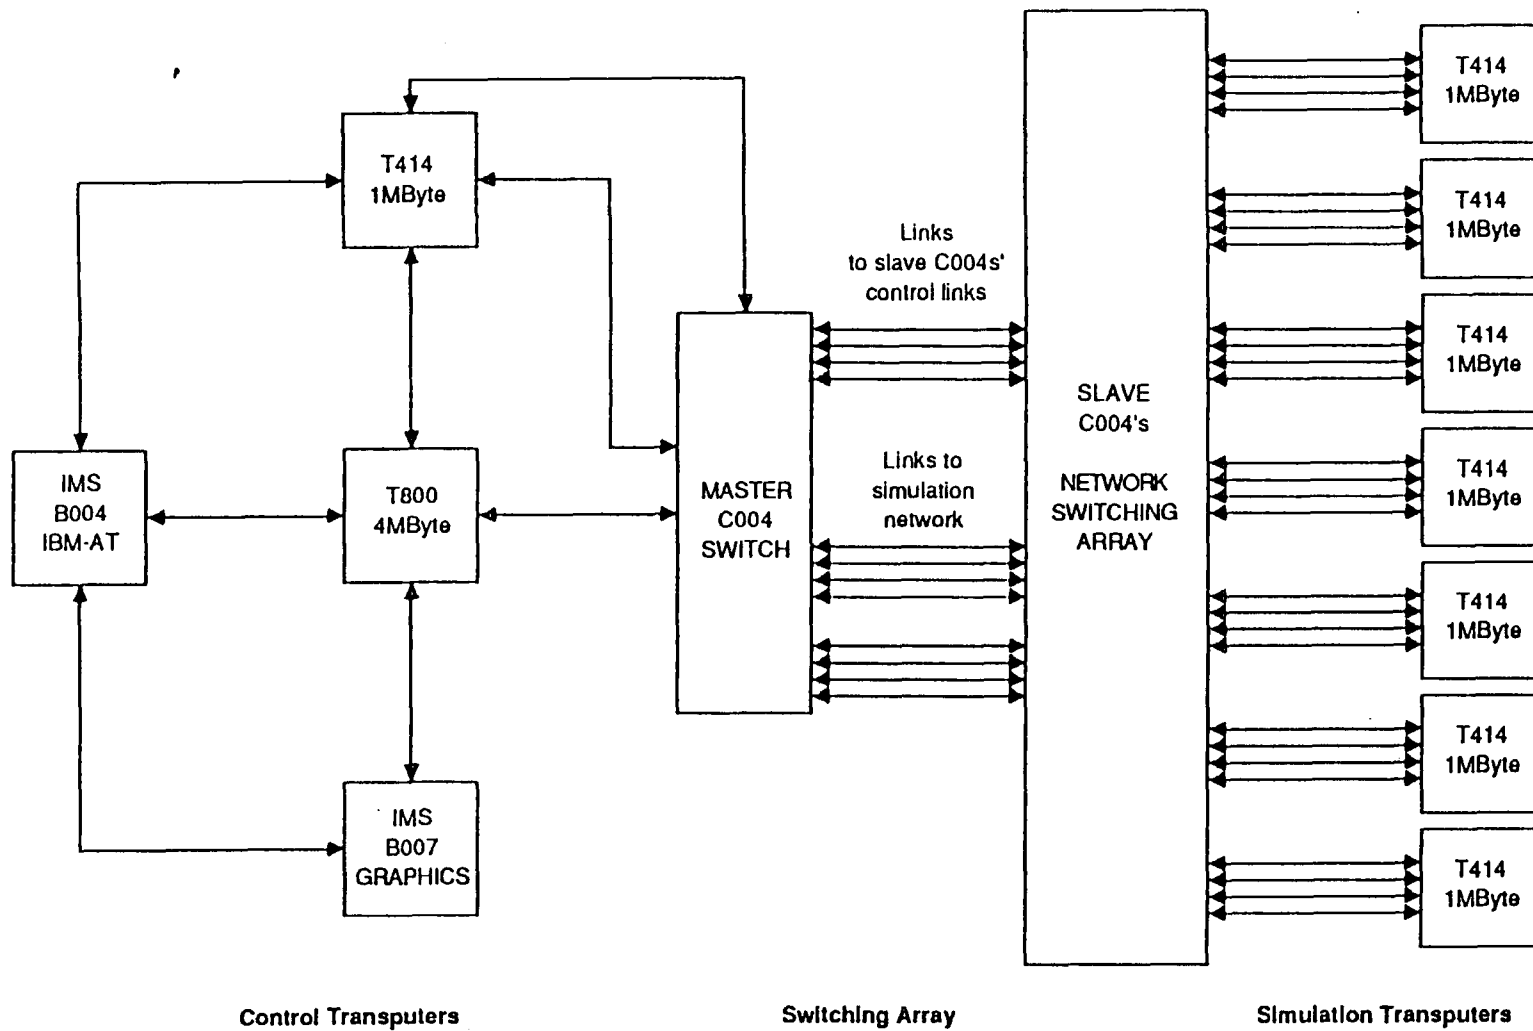 T414
1MByte
IMS
B004
IBM-AT
T800
4MByte
IMS
B007
GRAPHICS
Control Transputers
MASTER
C004
SWITCH
Links
to slave C004s'
control links
Links to
simulation
network
Switching Array
SLAVE
C004's
NETWORK
SWITCHING
ARRAY
T414
1MByte
T414
1MByte
T414
1MByte
T414
1MByte
T414
1MByte
T414
1MByte
T414
1MByte
Simulation Transputers